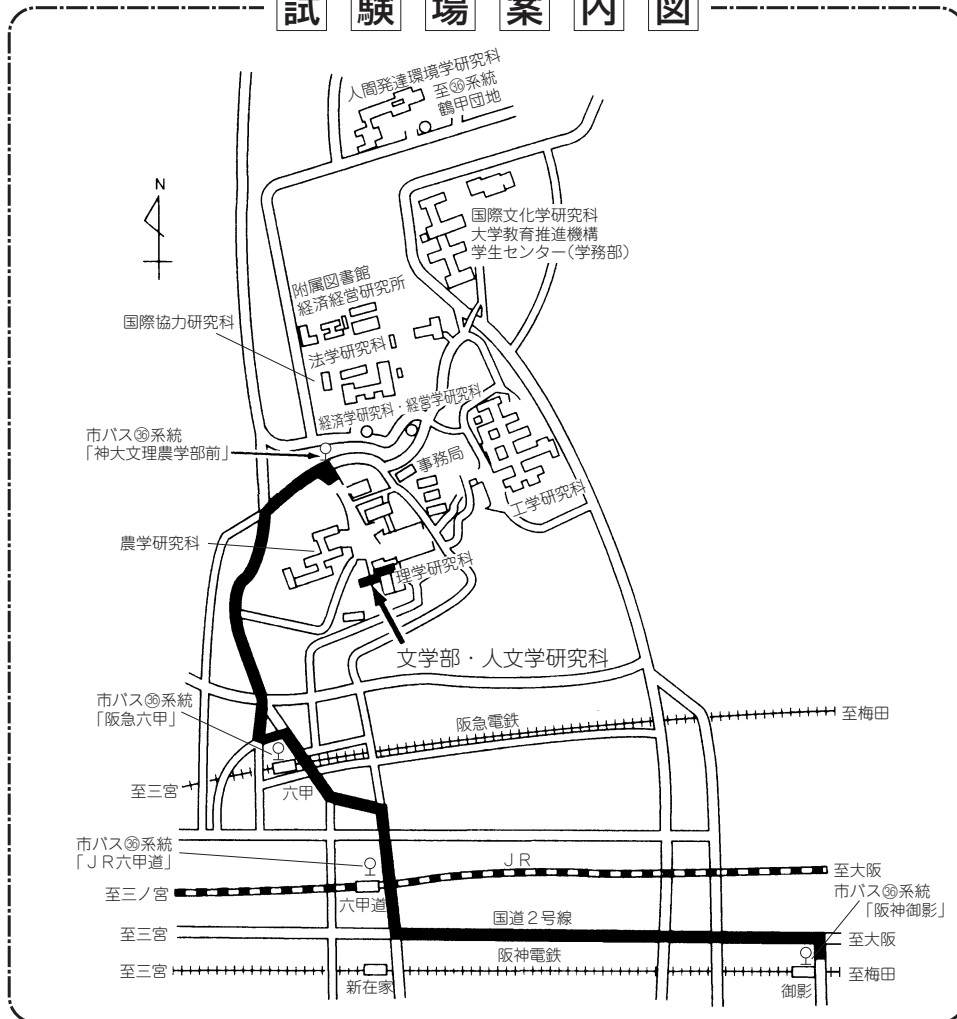 試験場案内図
人間発達環境学研究科
至㊱系統
鶴甲団地
N
国際文化学研究科
大学教育推進機構
学生センター(学務部)
附属図書館
経済経営研究所
国際協力研究科
法学研究科
経済学研究科・経営学研究科
市バス㊱系統
「神大文理農学部前」
事務局
工学研究科
農学研究科
理学研究科
文学部・人文学研究科
市バス㊱系統
「阪急六甲」
阪急電鉄
至梅田
至三宮
六甲
市バス㊱系統
「JR六甲道」
JR
至大阪
至三ノ宮
六甲道
市バス㊱系統
「阪神御影」
国道2号線
至三宮
至大阪
阪神電鉄
至三宮
至梅田
新在家
御影